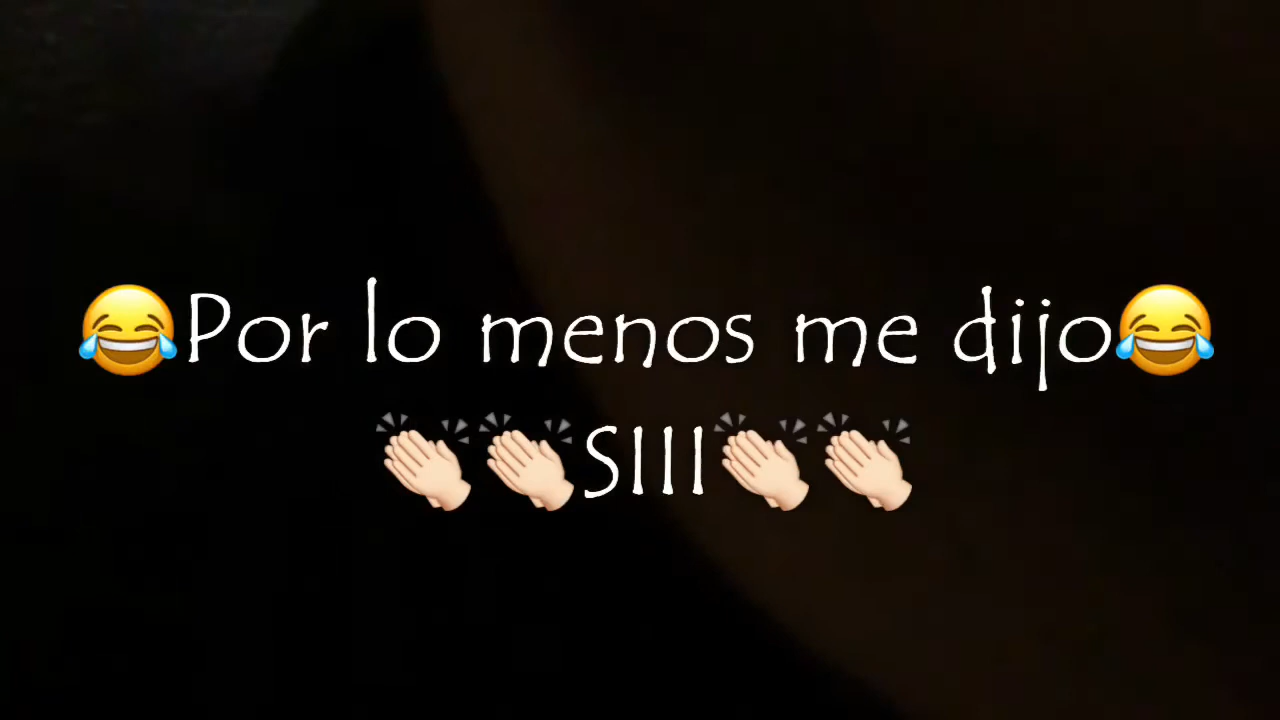 😂Por lo menos me dijo😂
👏🏻👏🏻SIII👏🏻👏🏻